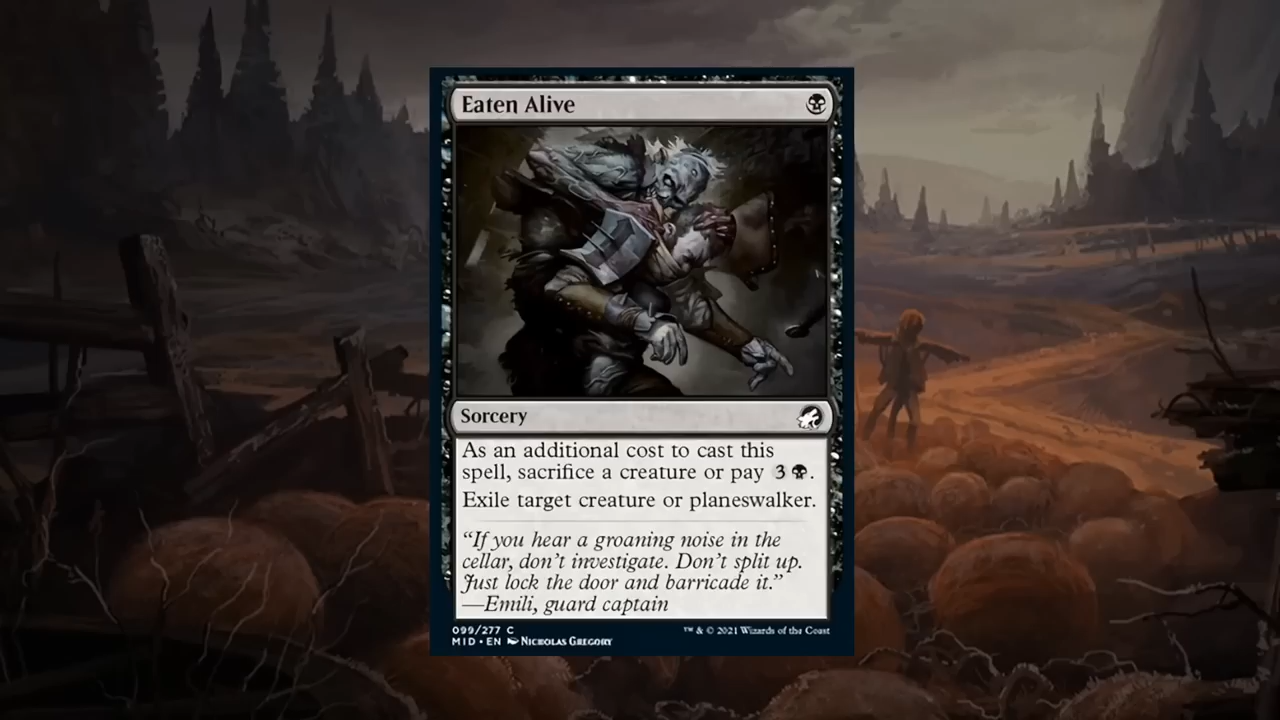 Eaten Alive
Sorcery
As an additional cost to cast this
spell, sacrifice a creature or pay 3.
Exile target creature or planeswalker.
“If you hear a groaning noise in the
cellar, don’t investigate. Don’t split up.
Just lock the door and barricade it.”
—Emili, guard captain
099/277 C
™ & © 2021 Wizards of the Coast
MID • EN Nicholas Gregory